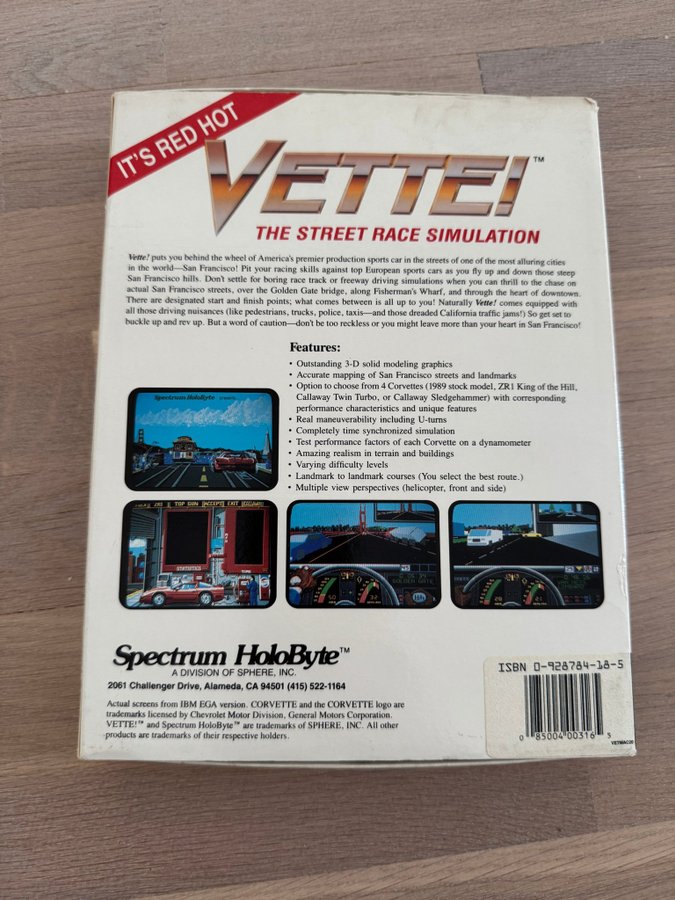 IT'S RED HOT
VETTE!™
THE STREET RACE SIMULATION
Vette! puts you behind the wheel of America's premier production sports car in the streets of one of the most alluring cities
in the world—San Francisco! Pit your racing skills against top European sports cars as you fly up and down those steep
San Francisco hills. Don't settle for boring race track or freeway driving simulations when you can thrill to the chase on
actual San Francisco streets, over the Golden Gate bridge, along Fisherman's Wharf, and through the heart of downtown.
There are designated start and finish points; what comes between is all up to you! Naturally Vette! comes equipped with
all those driving nuisances (like pedestrians, trucks, police, taxis—and those dreaded California traffic jams!) So get set to
buckle up and rev up. But a word of caution—don't be too reckless or you might leave more than your heart in San Francisco!
Features:
• Outstanding 3-D solid modeling graphics
• Accurate mapping of San Francisco streets and landmarks
• Option to choose from 4 Corvettes (1989 stock model, ZR1 King of the Hill,
Callaway Twin Turbo, or Callaway Sledgehammer) with corresponding
performance characteristics and unique features
• Real maneuverability including U-turns
• Completely time synchronized simulation
• Test performance factors of each Corvette on a dynamometer
• Amazing realism in terrain and buildings
• Varying difficulty levels
• Landmark to landmark courses (You select the best route.)
• Multiple view perspectives (helicopter, front and side)
Spectrum HoloByte
TOP GUN ACCEPT EXIT
STATISTICS
GOLDEN GATE
Spectrum HoloByte™
A DIVISION OF SPHERE, INC.
2061 Challenger Drive, Alameda, CA 94501 (415) 522-1164
Actual screens from IBM EGA version. CORVETTE and the CORVETTE logo are
trademarks licensed by Chevrolet Motor Division, General Motors Corporation.
VETTE!™ and Spectrum HoloByte™ are trademarks of SPHERE, INC. All other
products are trademarks of their respective holders.
ISBN 0-928784-18-5
0 85004 00316 5